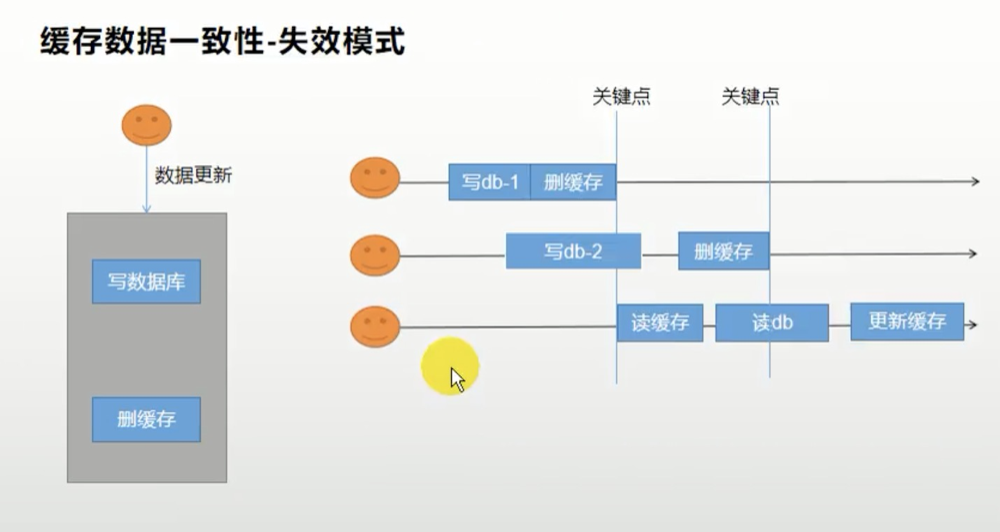 缓存数据一致性-失效模式
关键点
关键点
数据更新
写db-1
删缓存
写db-2
删缓存
写数据库
读缓存
读db
更新缓存
删缓存